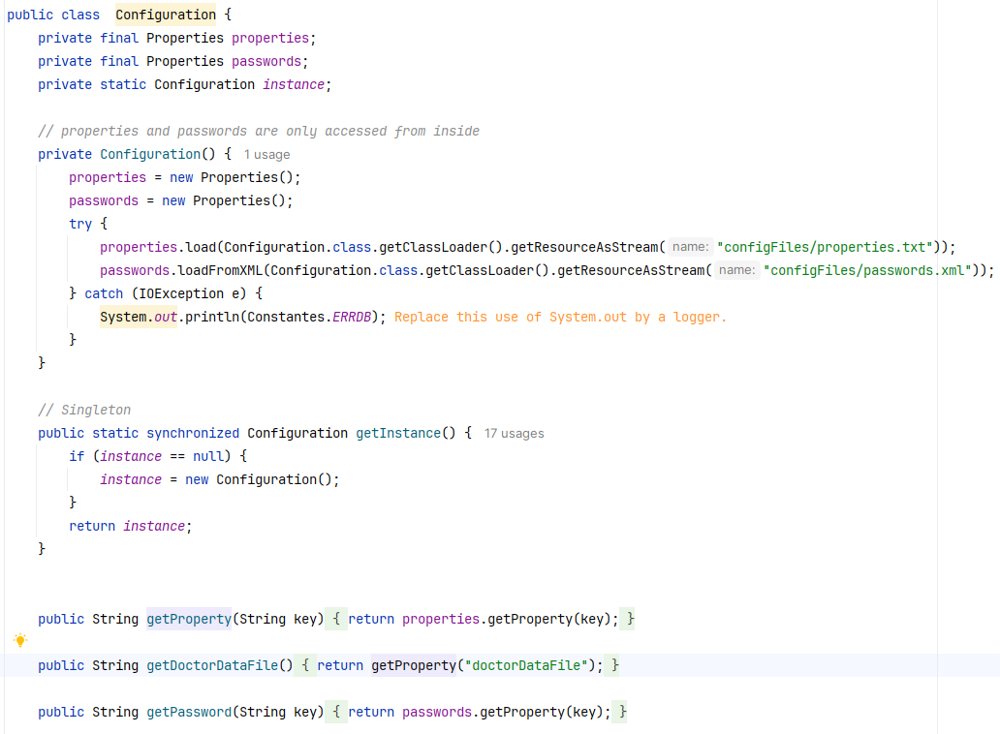 public class  Configuration {
    private final Properties properties;
    private final Properties passwords;
    private static Configuration instance;
    // properties and passwords are only accessed from inside
    private Configuration() { 1 usage
        properties = new Properties();
        passwords = new Properties();
        try {
            properties.load(Configuration.class.getClassLoader().getResourceAsStream( name: "configFiles/properties.txt"));
            passwords.loadFromXML(Configuration.class.getClassLoader().getResourceAsStream( name: "configFiles/passwords.xml"));
        } catch (IOException e) {
            System.out.println(Constantes.ERRDB); Replace this use of System.out by a logger.
        }
    }
    // Singleton
    public static synchronized Configuration getInstance() { 17 usages
        if (instance == null) {
            instance = new Configuration();
        }
        return instance;
    }
    public String getProperty(String key) { return properties.getProperty(key); }
    public String getDoctorDataFile() { return getProperty("doctorDataFile"); }
    public String getPassword(String key) { return passwords.getProperty(key); }